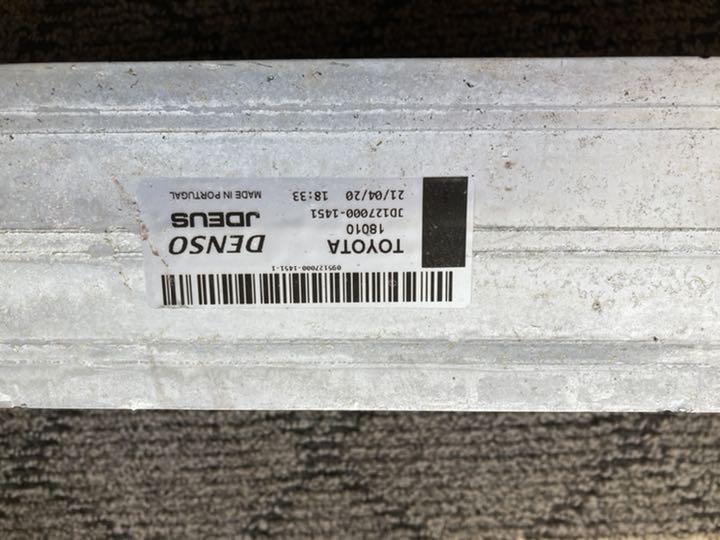 095127000-1451-1
TOYOTA DENSO
18010 JDEUS
JD127000-1451
21/04/20 18:33 MADE IN PORTUGAL